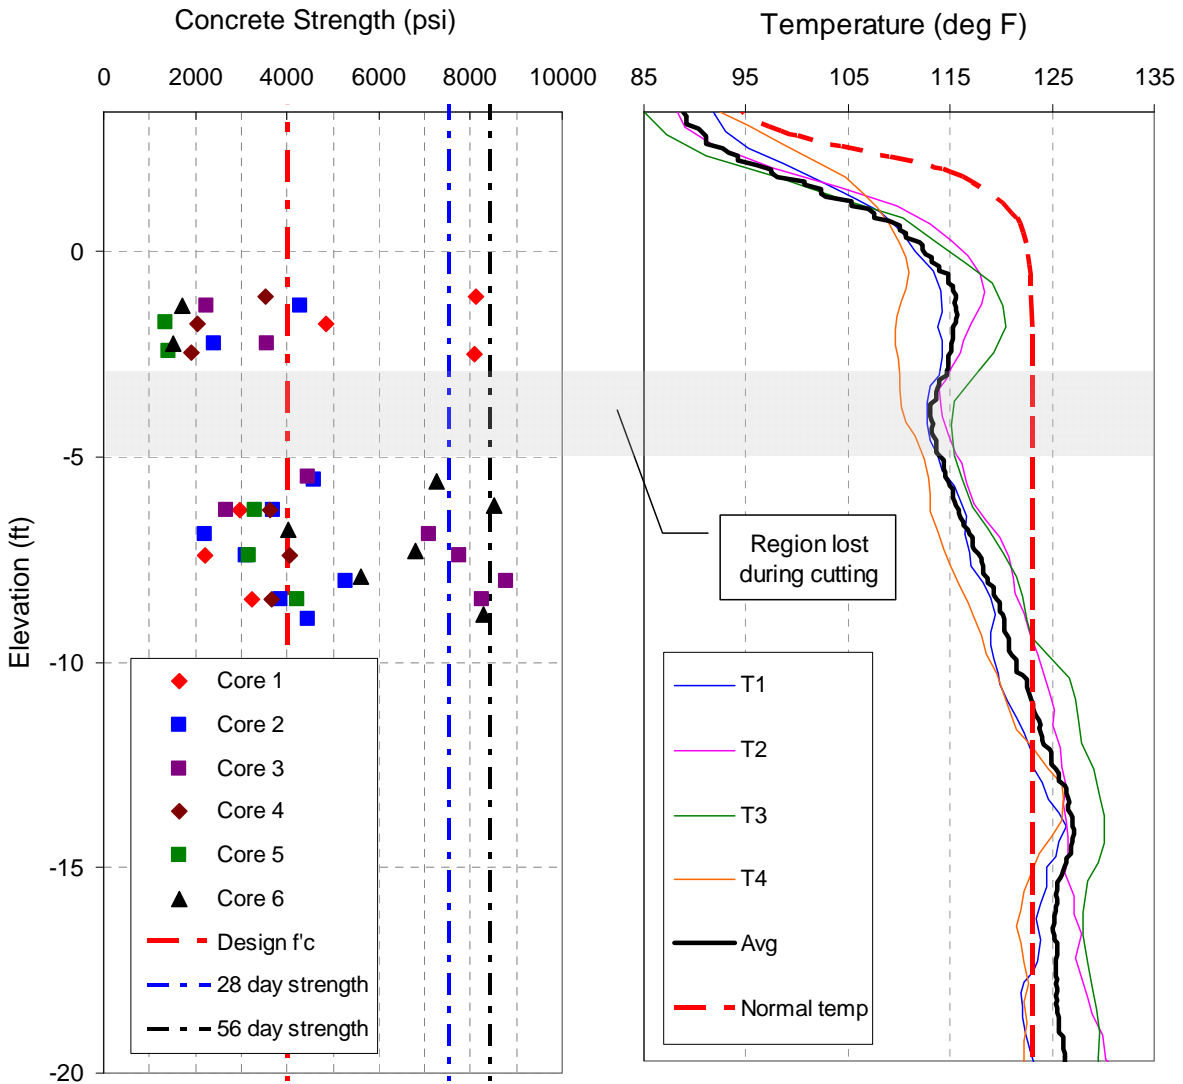 Concrete Strength (psi)
0 2000 4000 6000 8000 10000
Elevation (ft)
0
-5
-10
-15
-20
Core 1
Core 2
Core 3
Core 4
Core 5
Core 6
Design f'c
28 day strength
56 day strength
Temperature (deg F)
85 95 105 115 125 135
Region lost
during cutting
T1
T2
T3
T4
Avg
Normal temp